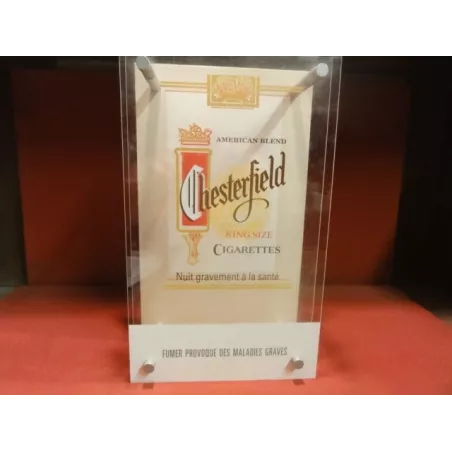 AMERICAN BLEND
Chesterfield
KING SIZE
CIGARETTES
Nuit gravement à la santé
FUMER PROVOQUE DES MALADIES GRAVES